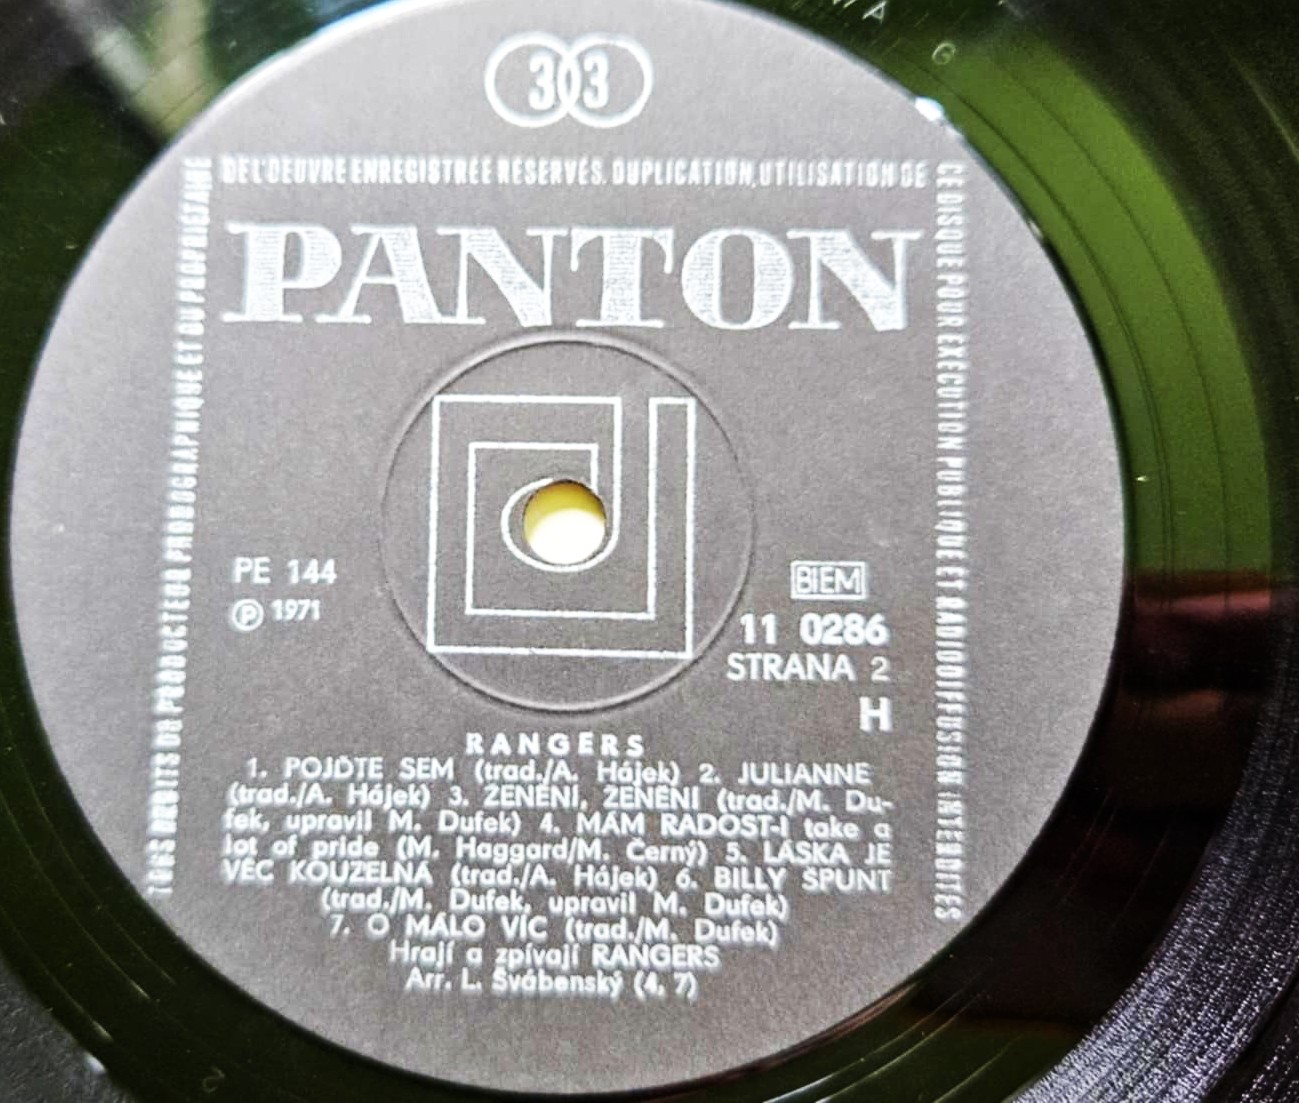 33
TOUS DROITS DU PRODUCTEUR PHONOGRAPHIQUE ET DU PROPRIETAIRE
DE L'OEUVRE ENREGISTRÉE RÉSERVÉS. DUPLICATION, UTILISATION DE
CE DISQUE POUR EXÉCUTION PUBLIQUE ET RADIODIFFUSION INTERDITES
PANTON
PE 144
Ⓟ 1971
BIEM
11 0286
STRANA 2
H
RANGERS
1. POJĎTE SEM (trad./A. Hájek) 2. JULIANNE
(trad./A. Hájek) 3. ŽENĚNÍ, ŽENĚNÍ (trad./M. Du-
fek, upravil M. Dufek) 4. MÁM RADOST-I take a
lot of pride (M. Haggard/M. Černý) 5. LÁSKA JE
VĚC KOUZELNÁ (trad./A. Hájek) 6. BILLY ŠPUNT
(trad./M. Dufek, upravil M. Dufek)
7. O MÁLO VÍC (trad./M. Dufek)
Hrají a zpívají RANGERS
Arr. L. Švábenský (4, 7)